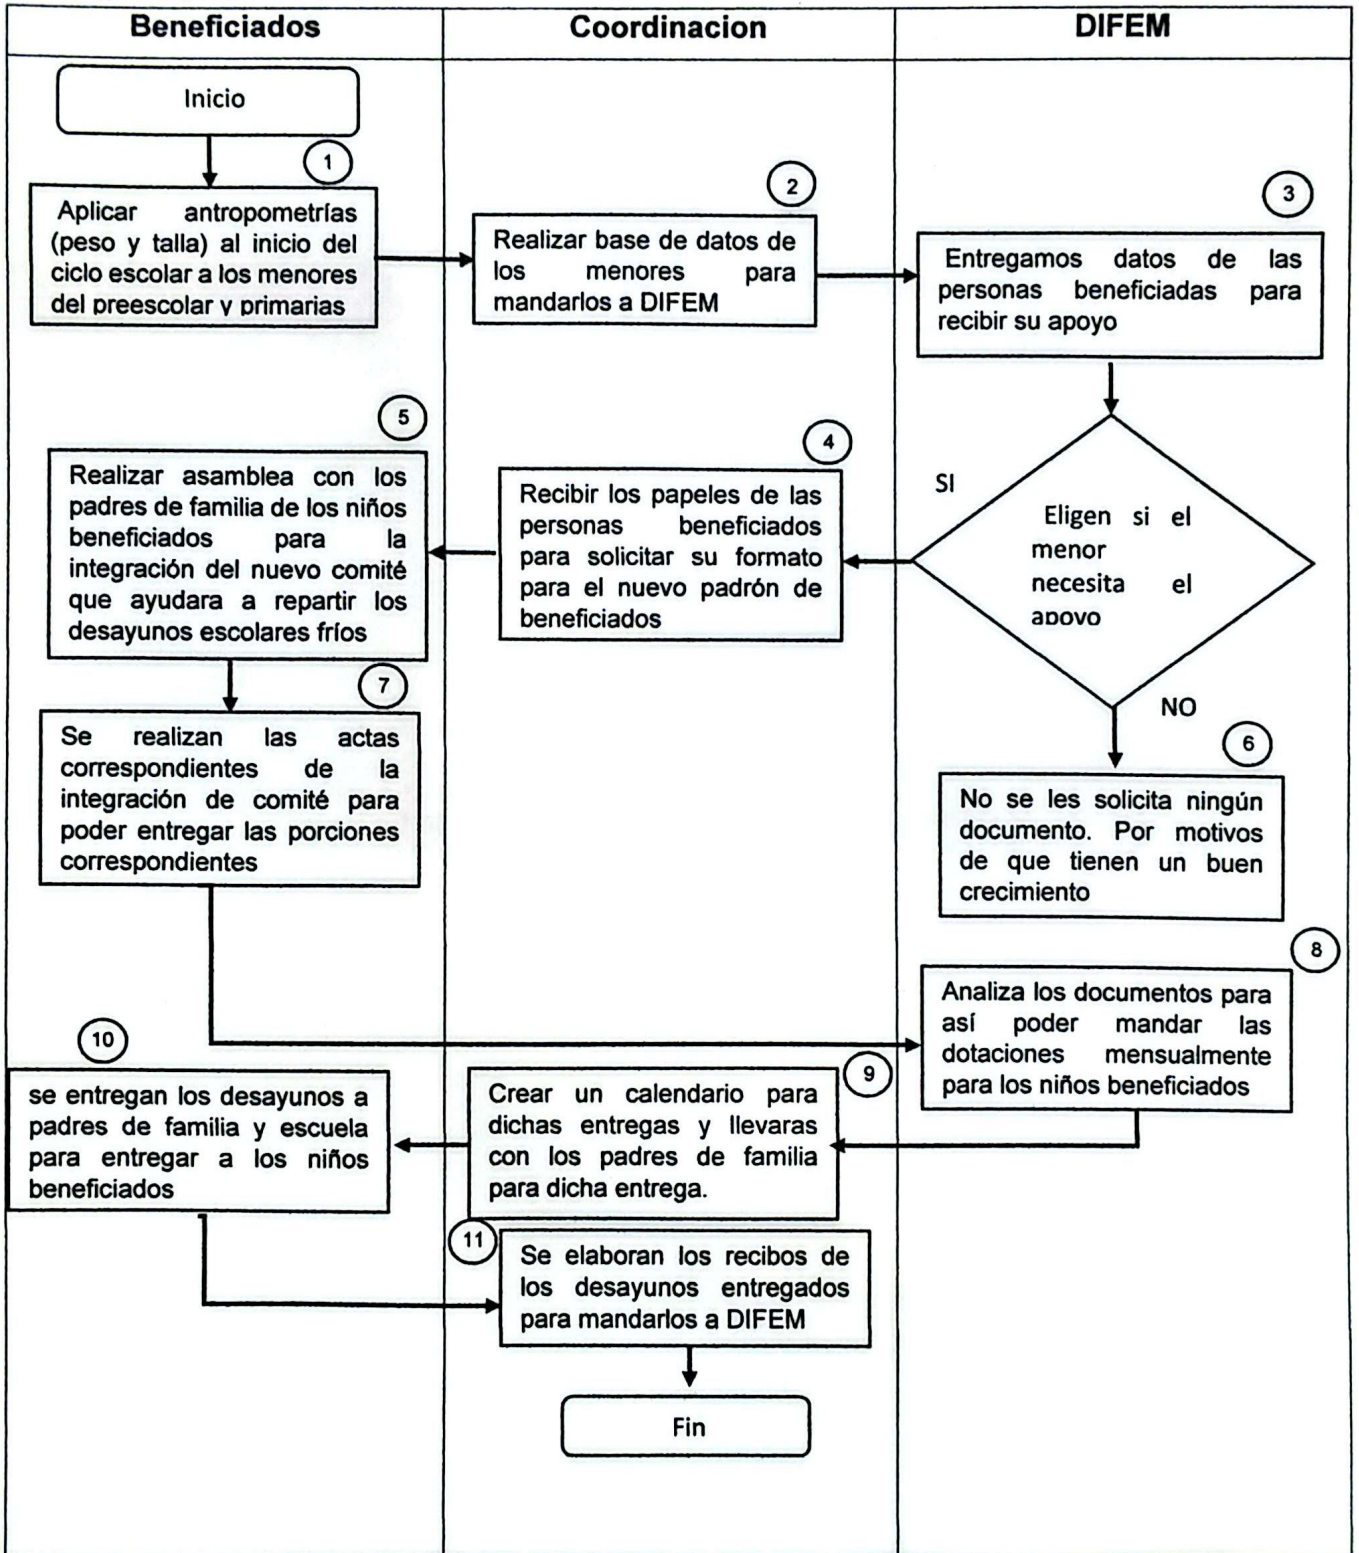 Beneficiados
Coordinacion
DIFEM
Inicio
1
Aplicar antropometrías
(peso y talla) al inicio del
ciclo escolar a los menores
del preescolar y primarias
2
Realizar base de datos de
los menores para
mandarlos a DIFEM
3
Entregamos datos de las
personas beneficiadas para
recibir su apoyo
SI
Eligen si el
menor
necesita el
apoyo
NO
4
Recibir los papeles de las
personas beneficiados
para solicitar su formato
para el nuevo padrón de
beneficiados
5
Realizar asamblea con los
padres de familia de los niños
beneficiados para la
integración del nuevo comité
que ayudara a repartir los
desayunos escolares fríos
6
No se les solicita ningún
documento. Por motivos
de que tienen un buen
crecimiento
7
Se realizan las actas
correspondientes de la
integración de comité para
poder entregar las porciones
correspondientes
8
Analiza los documentos para
así poder mandar las
dotaciones mensualmente
para los niños beneficiados
9
Crear un calendario para
dichas entregas y llevaras
con los padres de familia
para dicha entrega.
10
se entregan los desayunos a
padres de familia y escuela
para entregar a los niños
beneficiados
11
Se elaboran los recibos de
los desayunos entregados
para mandarlos a DIFEM
Fin